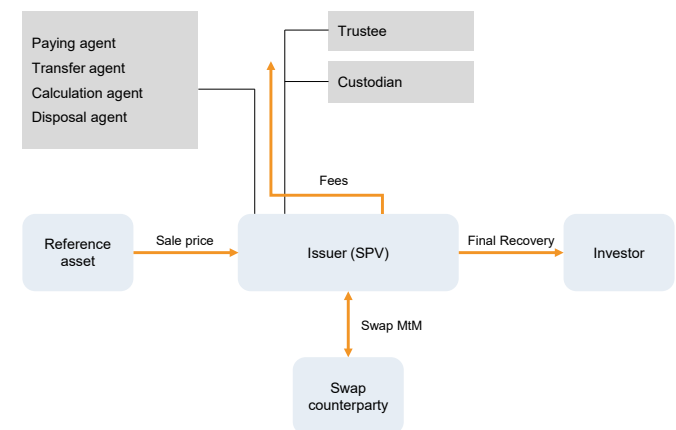 Paying agent
Transfer agent
Calculation agent
Disposal agent
Trustee
Custodian
Fees
Reference
asset
Sale price
Issuer (SPV)
Final Recovery
Investor
Swap MtM
Swap
counterparty